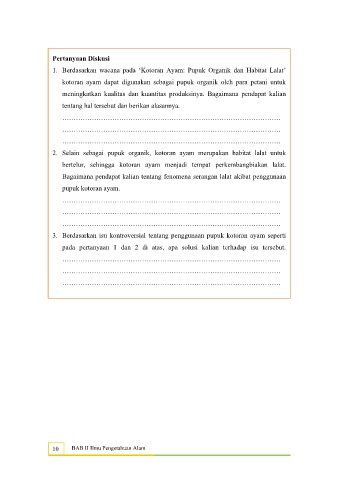 Pertanyaan Diskusi
1. Berdasarkan wacana pada 'Kotoran Ayam: Pupuk Organik dan Habitat Lalat'
kotoran ayam dapat digunakan sebagai pupuk organik oleh para petani untuk
meningkatkan kualitas dan kuantitas produksinya. Bagaimana pendapat kalian
tentang hal tersebut dan berikan alasannya.
……………………………………………………………………………………
……………………………………………………………………………………
……………………………………………………………………………………
2. Selain sebagai pupuk organik, kotoran ayam merupakan habitat lalat untuk
bertelur, sehingga kotoran ayam menjadi tempat perkembangbiakan lalat.
Bagaimana pendapat kalian tentang fenomena serangan lalat akibat penggunaan
pupuk kotoran ayam.
……………………………………………………………………………………
……………………………………………………………………………………
……………………………………………………………………………………
3. Berdasarkan isu kontroversial tentang penggunaan pupuk kotoran ayam seperti
pada pertanyaan 1 dan 2 di atas, apa solusi kalian terhadap isu tersebut.
……………………………………………………………………………………
……………………………………………………………………………………
……………………………………………………………………………………
10 BAB II Ilmu Pengetahuan Alam